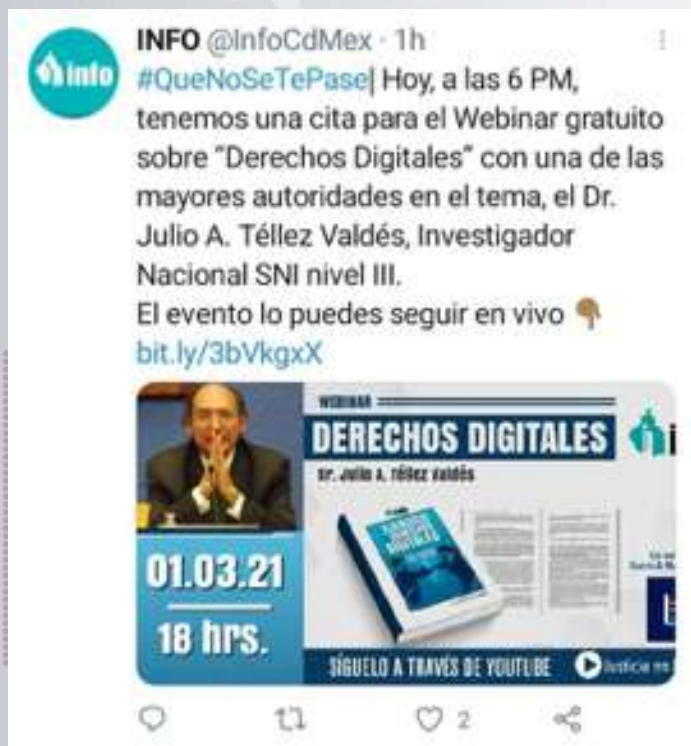 info
INFO @InfoCdMex · 1h
#QueNoSeTePase| Hoy, a las 6 PM,
tenemos una cita para el Webinar gratuito
sobre "Derechos Digitales" con una de las
mayores autoridades en el tema, el Dr.
Julio A. Téllez Valdés, Investigador
Nacional SNI nivel III.
El evento lo puedes seguir en vivo 👇🏽
bit.ly/3bVkgxX
WEBINAR
DERECHOS DIGITALES
Dr. Julio A. Téllez Valdés
01.03.21
18 hrs.
SÍGUELO A TRAVÉS DE YOUTUBE
Justicia
2